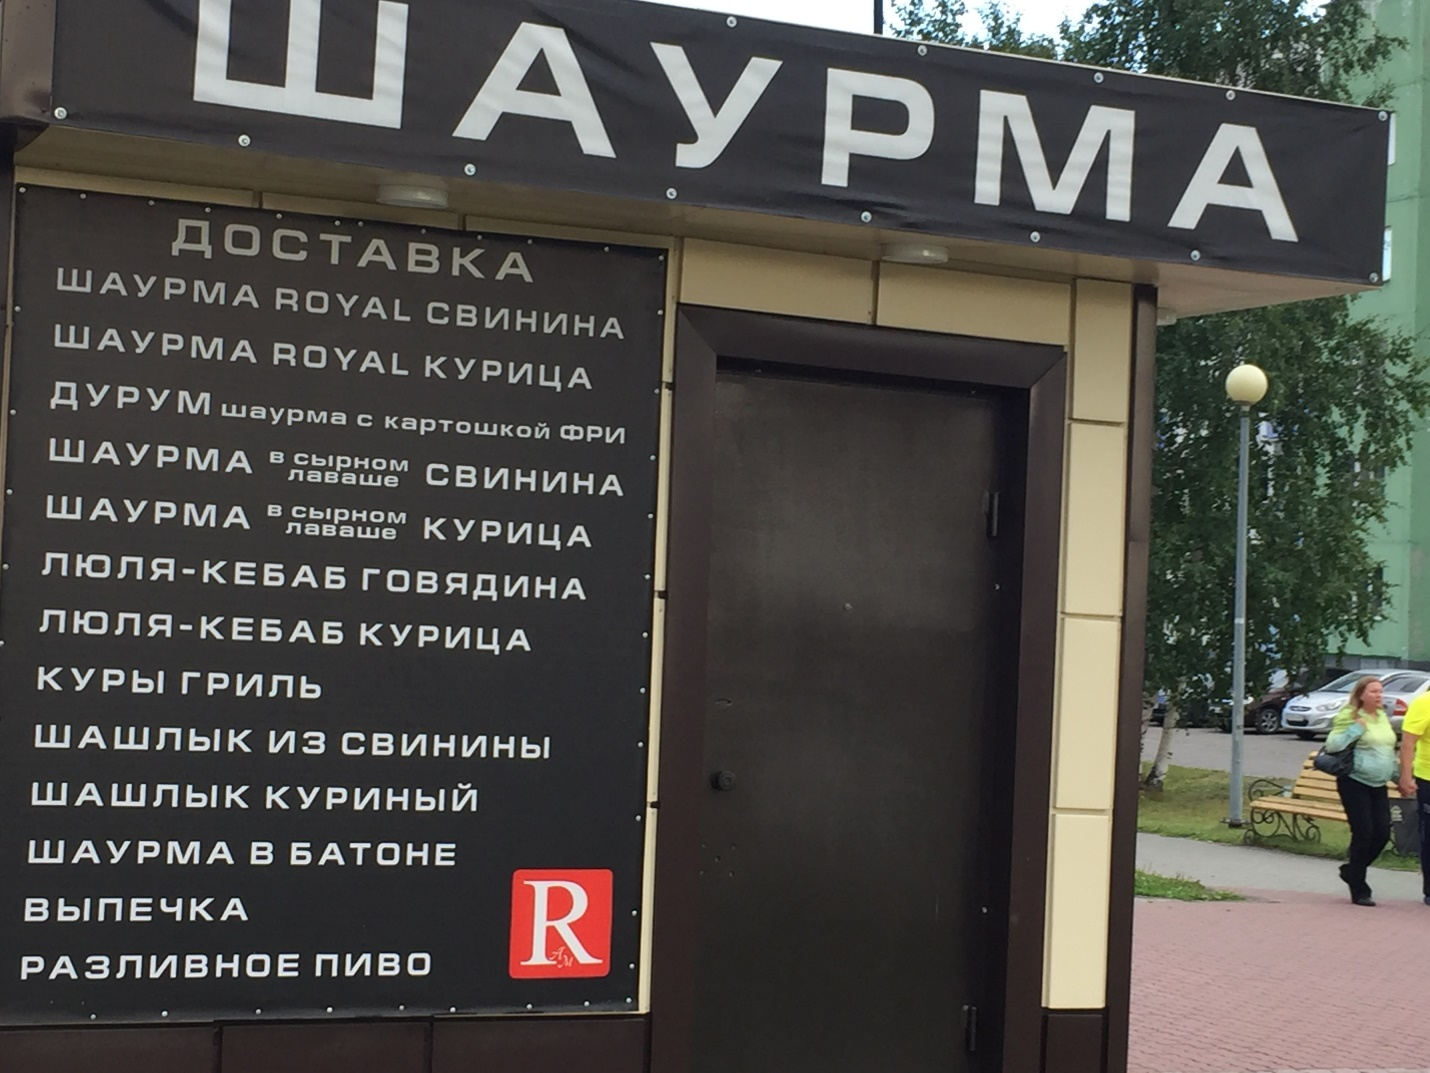 ШАУРМА
ДОСТАВКА
ШАУРМА ROYAL СВИНИНА
ШАУРМА ROYAL КУРИЦА
ДУРУМ шаурма с картошкой ФРИ
ШАУРМА в сырном лаваше СВИНИНА
ШАУРМА в сырном лаваше КУРИЦА
ЛЮЛЯ-КЕБАБ ГОВЯДИНА
ЛЮЛЯ-КЕБАБ КУРИЦА
КУРЫ ГРИЛЬ
ШАШЛЫК ИЗ СВИНИНЫ
ШАШЛЫК КУРИНЫЙ
ШАУРМА В БАТОНЕ
ВЫПЕЧКА
РАЗЛИВНОЕ ПИВО
R
АМ